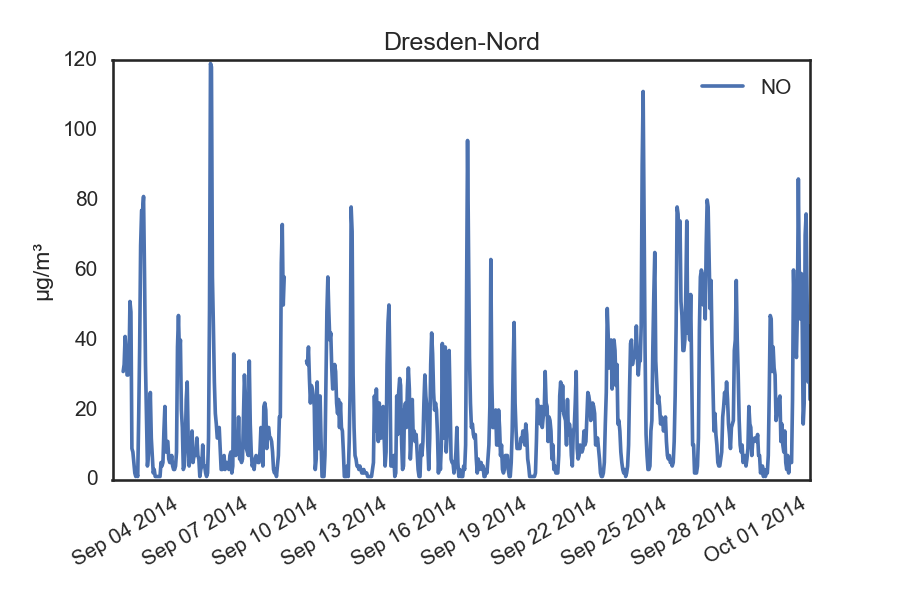 Dresden-Nord
120
100
80
60
40
20
0
µg/m³
NO
Sep 04 2014
Sep 07 2014
Sep 10 2014
Sep 13 2014
Sep 16 2014
Sep 19 2014
Sep 22 2014
Sep 25 2014
Sep 28 2014
Oct 01 2014